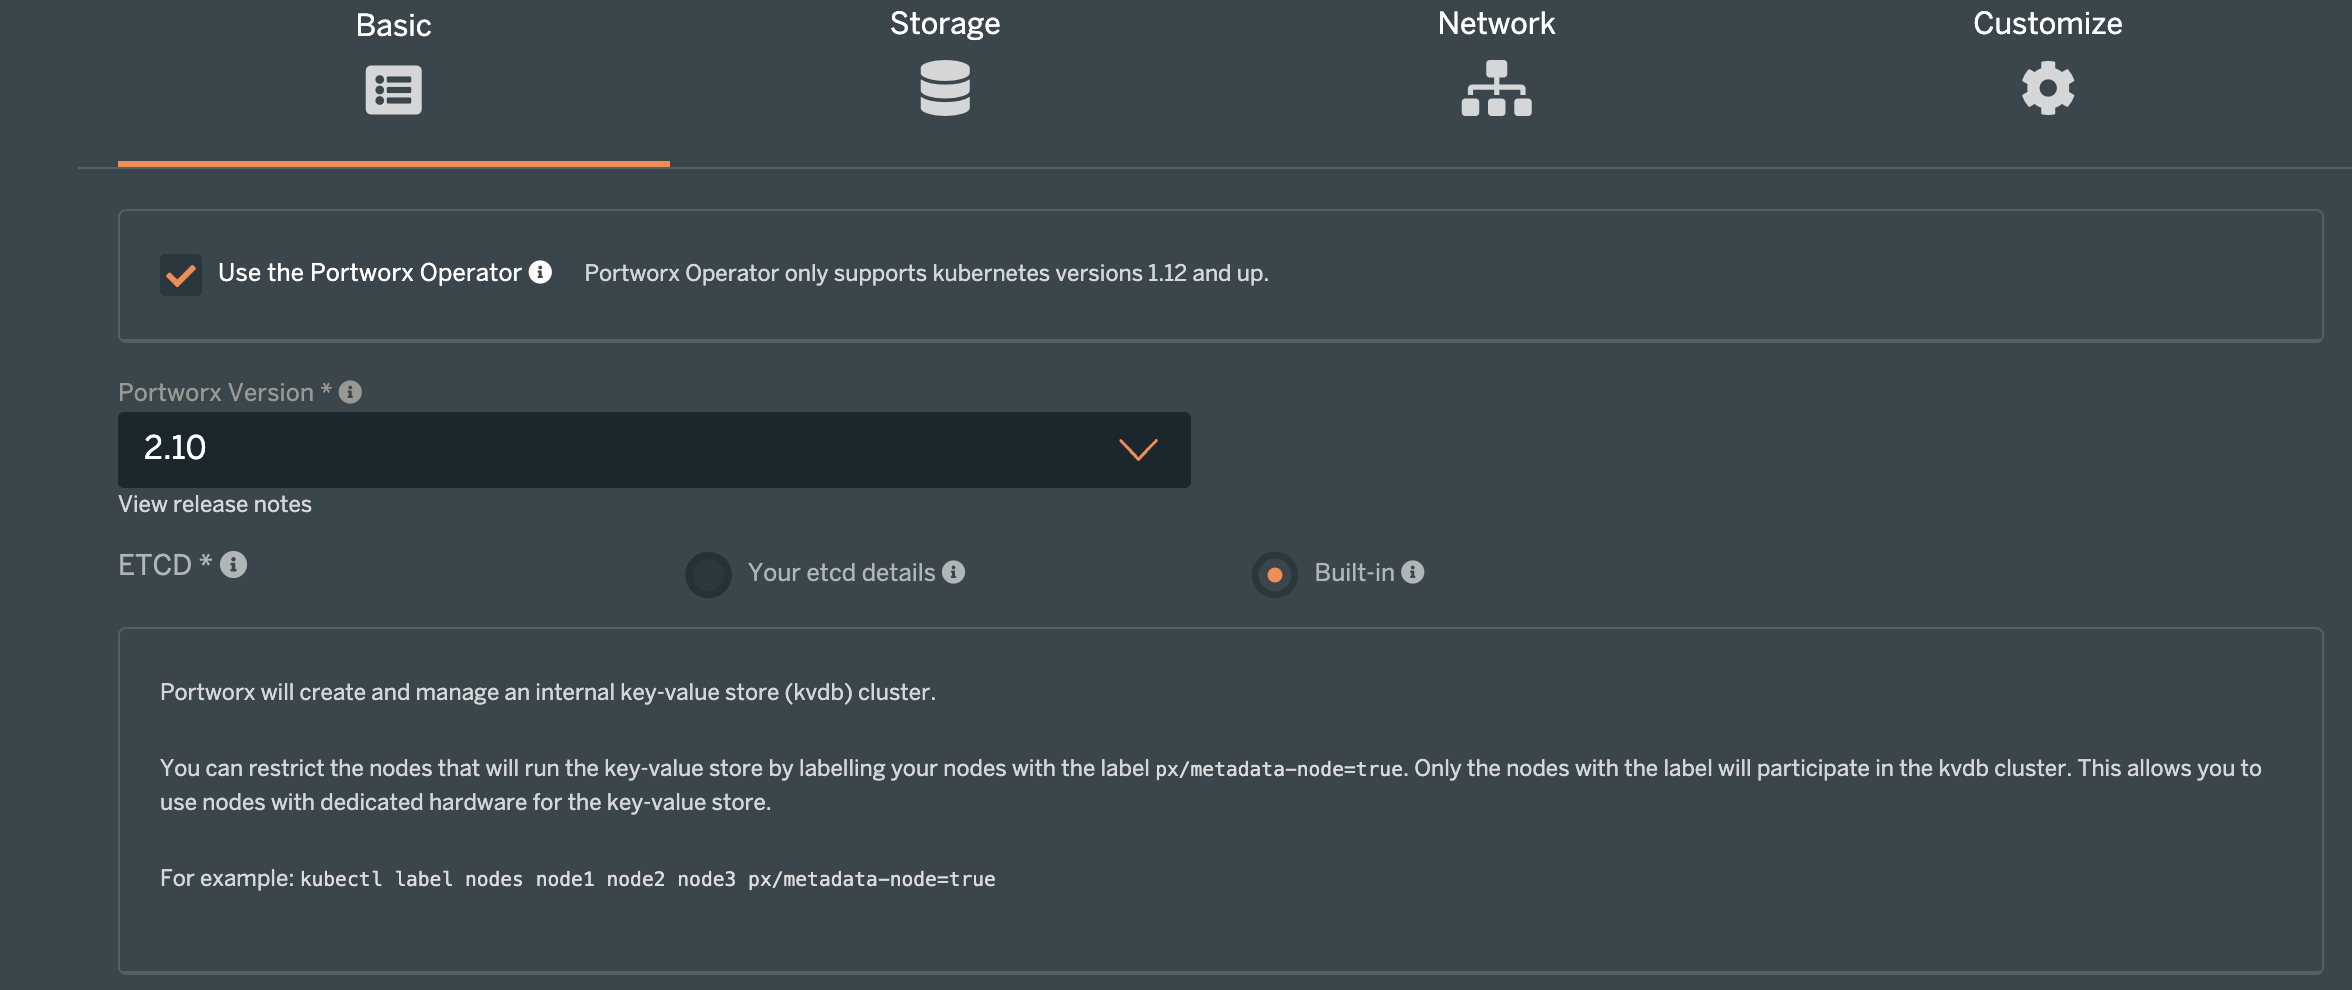 Basic
Storage
Network
Customize
Use the Portworx Operator
Portworx Operator only supports kubernetes versions 1.12 and up.
Portworx Version *
2.10
View release notes
ETCD *
Your etcd details
Built-in
Portworx will create and manage an internal key-value store (kvdb) cluster.
You can restrict the nodes that will run the key-value store by labelling your nodes with the label px/metadata-node=true. Only the nodes with the label will participate in the kvdb cluster. This allows you to
use nodes with dedicated hardware for the key-value store.
For example: kubectl label nodes node1 node2 node3 px/metadata-node=true